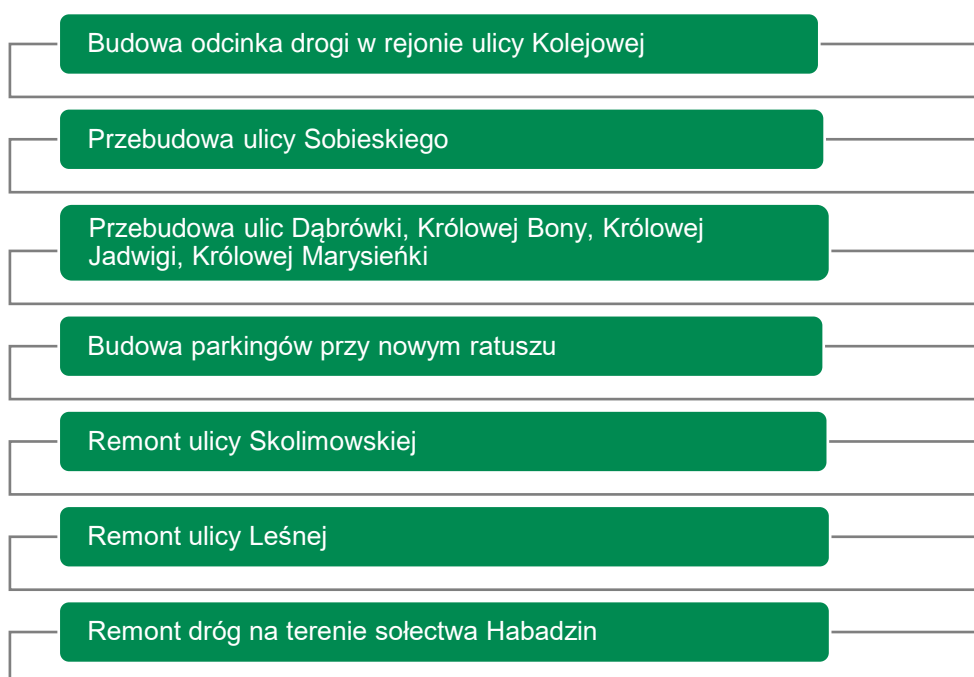 Budowa odcinka drogi w rejonie ulicy Kolejowej
Przebudowa ulicy Sobieskiego
Przebudowa ulic Dąbrówki, Królowej Bony, Królowej
Jadwigi, Królowej Marysieńki
Budowa parkingów przy nowym ratuszu
Remont ulicy Skolimowskiej
Remont ulicy Leśnej
Remont dróg na terenie sołectwa Habadzin